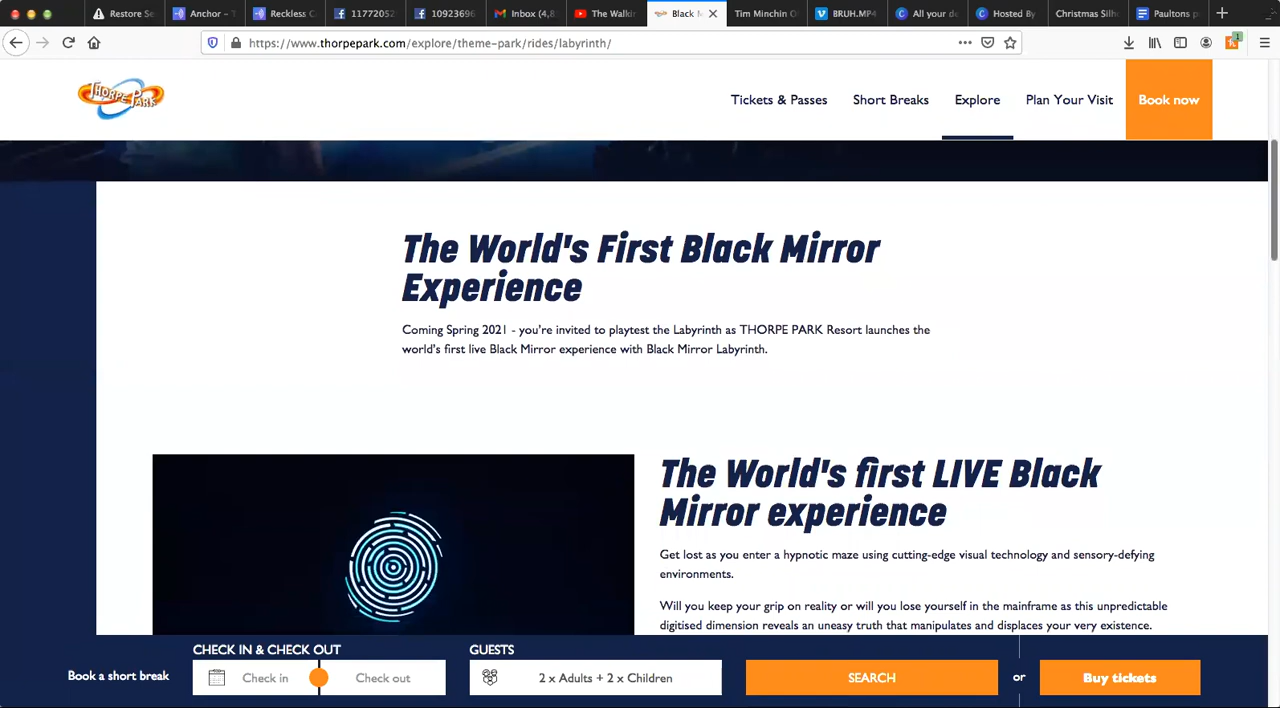 Restore Se
Anchor – T
Reckless C
1177205
1092369
Inbox (4,8
The Walki
Black M
Tim Minchin O
BRUH.MP4
All your de
Hosted By
Christmas Silh
Paultons p
https://www.thorpepark.com/explore/theme-park/rides/labyrinth/
1
THORPE PARK
Tickets & Passes
Short Breaks
Explore
Plan Your Visit
Book now
The World's First Black Mirror
Experience
Coming Spring 2021 - you're invited to playtest the Labyrinth as THORPE PARK Resort launches the
world's first live Black Mirror experience with Black Mirror Labyrinth.
The World's first LIVE Black
Mirror experience
Get lost as you enter a hypnotic maze using cutting-edge visual technology and sensory-defying
environments.
Will you keep your grip on reality or will you lose yourself in the mainframe as this unpredictable
digitised dimension reveals an uneasy truth that manipulates and displaces your very existence.
Book a short break
CHECK IN & CHECK OUT
Check in
Check out
GUESTS
2 x Adults + 2 x Children
SEARCH
or
Buy tickets